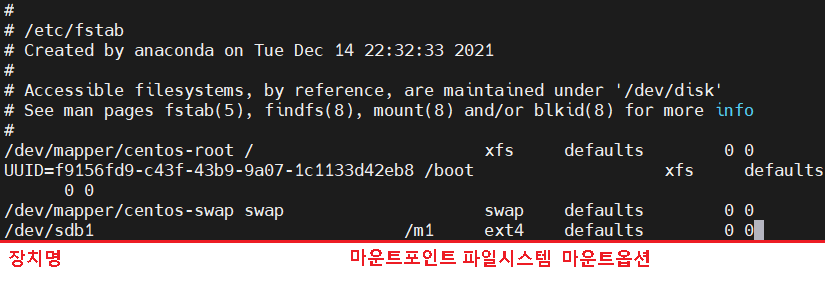 #
# /etc/fstab
# Created by anaconda on Tue Dec 14 22:32:33 2021
#
# Accessible filesystems, by reference, are maintained under '/dev/disk'
# See man pages fstab(5), findfs(8), mount(8) and/or blkid(8) for more info
#
/dev/mapper/centos-root / xfs defaults 0 0
UUID=f9156fd9-c43f-43b9-9a07-1c1133d42eb8 /boot xfs defaults
0 0
/dev/mapper/centos-swap swap swap defaults 0 0
/dev/sdb1 /m1 ext4 defaults 0 0
장치명 마운트포인트 파일시스템 마운트옵션